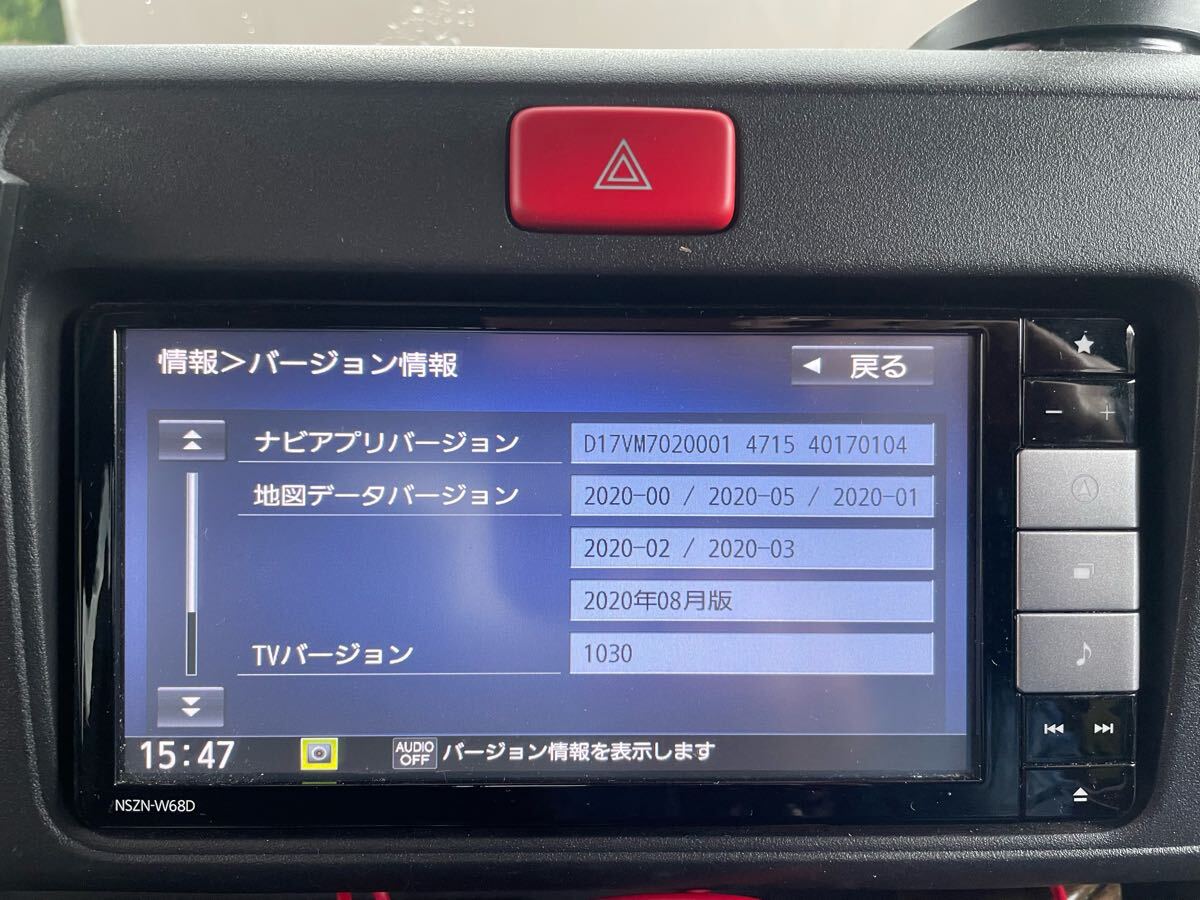 情報>バージョン情報
◀ 戻る
ナビアプリバージョン D17VM7020001 4715 40170104
地図データバージョン 2020-00 / 2020-05 / 2020-01
2020-02 / 2020-03
2020年08月版
TVバージョン 1030
15:47 AUDIO OFF バージョン情報を表示します
NSZN-W68D